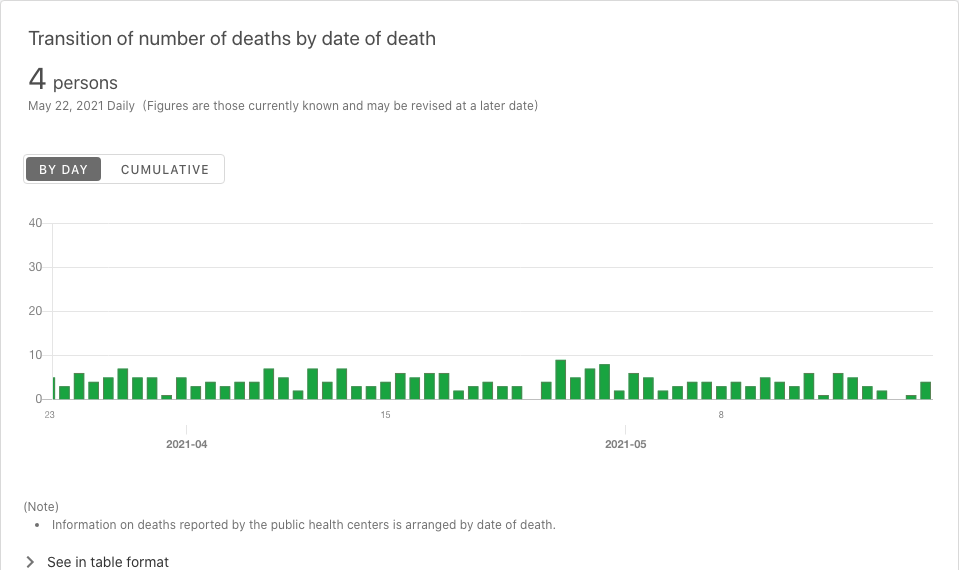 Transition of number of deaths by date of death
4 persons
May 22, 2021 Daily (Figures are those currently known and may be revised at a later date)
BY DAY CUMULATIVE
40
30
20
10
0
23 15 8
2021-04 2021-05
(Note)
• Information on deaths reported by the public health centers is arranged by date of death.
See in table format